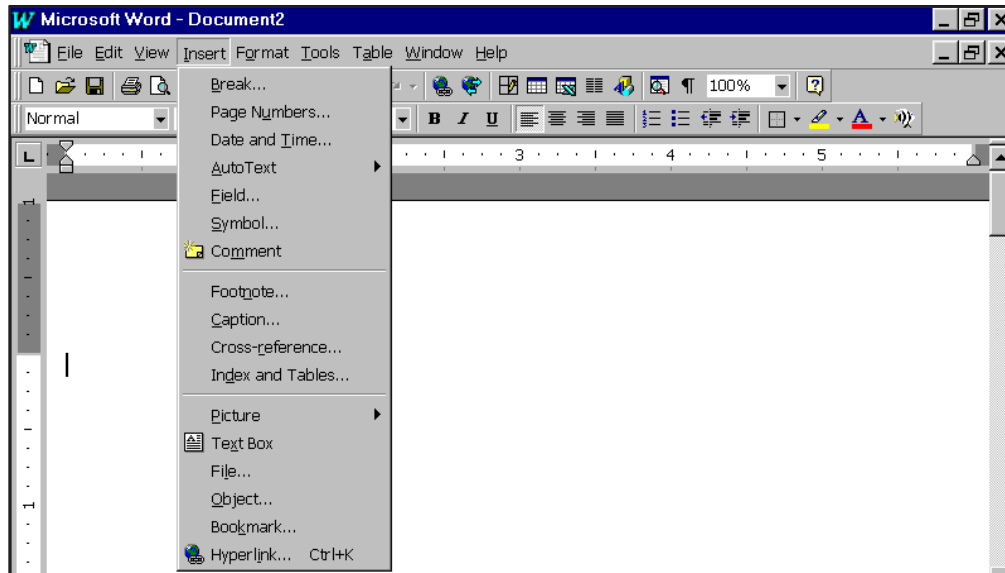 Microsoft Word - Document2
File Edit View Insert Format Tools Table Window Help
100%
Normal
B I U
3 4 5
Break...
Page Numbers...
Date and Time...
AutoText
Field...
Symbol...
Comment
Footnote...
Caption...
Cross-reference...
Index and Tables...
Picture
Text Box
File...
Object...
Bookmark...
Hyperlink... Ctrl+K
1
1